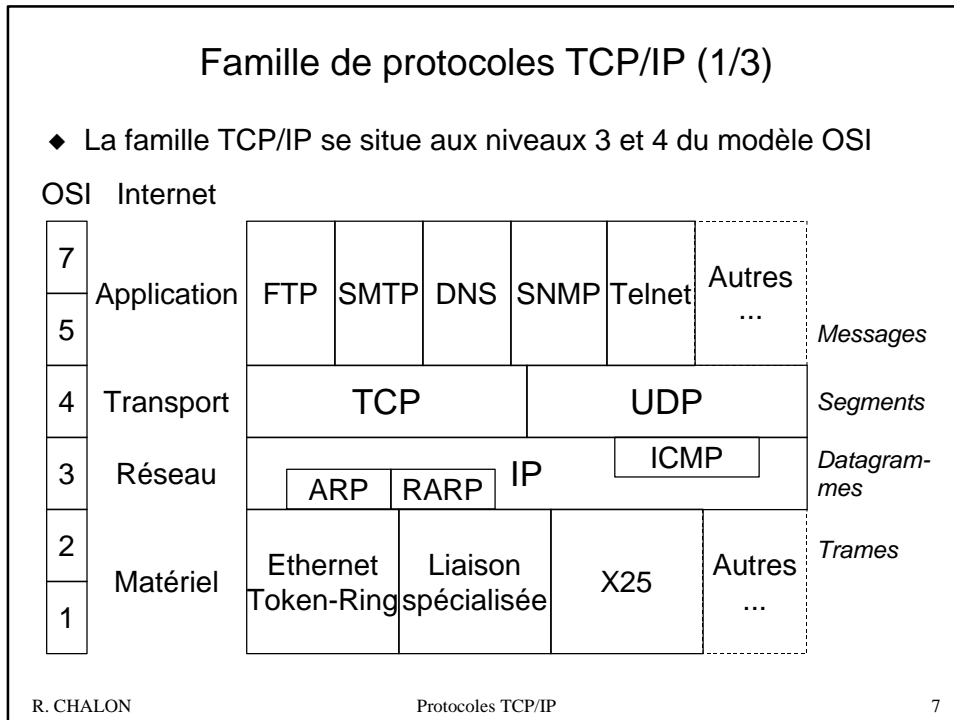 Famille de protocoles TCP/IP (1/3)
◆ La famille TCP/IP se situe aux niveaux 3 et 4 du modèle OSI
OSI Internet
7
5
Application
FTP
SMTP
DNS
SNMP
Telnet
Autres
...
Messages
4
Transport
TCP
UDP
Segments
3
Réseau
ARP
RARP
IP
ICMP
Datagram-
mes
2
1
Matériel
Ethernet
Token-Ring
Liaison
spécialisée
X25
Autres
...
Trames
R. CHALON
Protocoles TCP/IP
7